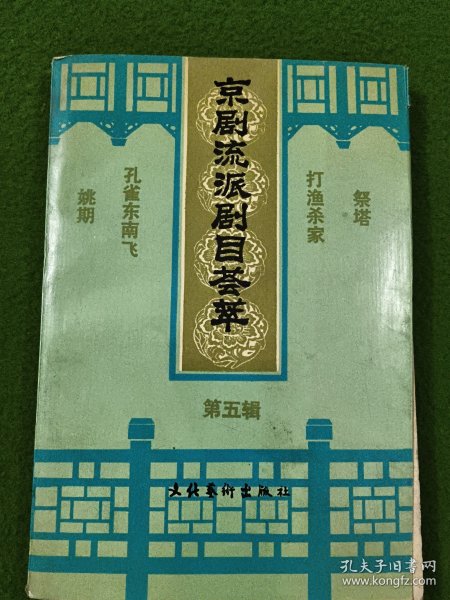 京剧流派剧目荟萃
祭塔
打渔杀家
孔雀东南飞
姚期
第五辑
文化艺术出版社
孔夫子旧书网
www.kongfz.com